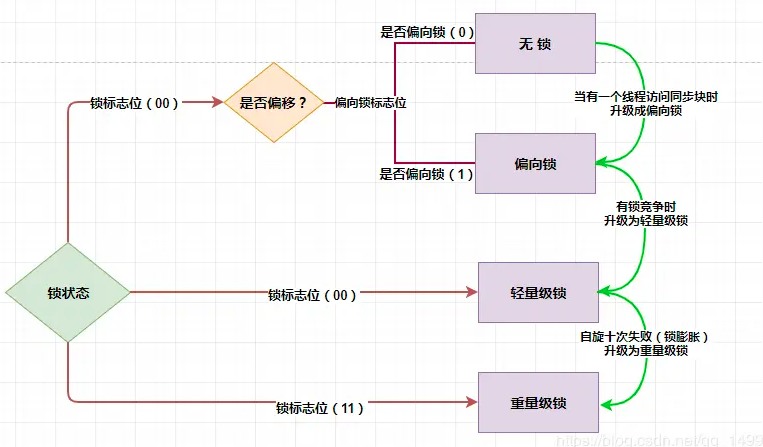 是否偏向锁（0）
无 锁
当有一个线程访问同步块时
升级成偏向锁
锁标志位（00）
是否偏移？
偏向锁标志位
偏向锁
是否偏向锁（1）
有锁竞争时
升级为轻量级锁
锁状态
锁标志位（00）
轻量级锁
自旋十次失败（锁膨胀）
升级为重量级锁
锁标志位（11）
重量级锁
https://blog.csdn.net/qq_1499